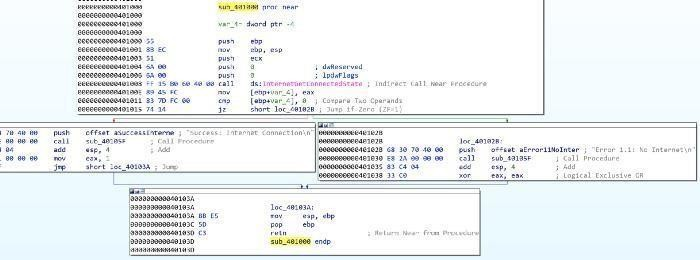 0000000000401000
0000000000401000 sub_401000 proc near
0000000000401000
0000000000401000 var_4= dword ptr -4
0000000000401000
0000000000401000 55 push ebp
0000000000401001 8B EC mov ebp, esp
0000000000401003 51 push ecx
0000000000401004 6A 00 push 0 ; dwReserved
0000000000401006 6A 00 push 0 ; lpdwFlags
0000000000401008 FF 15 B0 60 40 00 call ds:InternetGetConnectedState ; Indirect Call Near Procedure
000000000040100E 89 45 FC mov [ebp+var_4], eax
0000000000401011 83 7D FC 00 cmp [ebp+var_4], 0 ; Compare Two Operands
0000000000401015 74 14 jz short loc_40102B ; Jump if Zero (ZF=1)
70 40 00 push offset aSuccessInterne ; "Success: Internet Connection\n"
00 00 00 call sub_40105F ; Call Procedure
04 add esp, 4 ; Add
00 00 00 mov eax, 1
jmp short loc_40103A ; Jump
000000000040102B
000000000040102B loc_40102B:
000000000040102B 68 30 70 40 00 push offset aError11NoInter ; "Error 1.1: No Internet\n"
0000000000401030 E8 2A 00 00 00 call sub_40105F ; Call Procedure
0000000000401035 83 C4 04 add esp, 4 ; Add
0000000000401038 33 C0 xor eax, eax ; Logical Exclusive OR
000000000040103A
000000000040103A loc_40103A:
000000000040103A 8B E5 mov esp, ebp
000000000040103C 5D pop ebp
000000000040103D C3 retn ; Return Near from Procedure
000000000040103D sub_401000 endp
000000000040103D